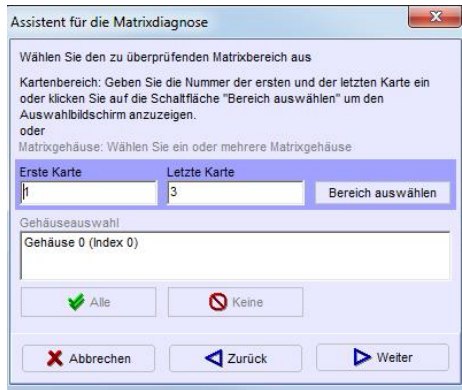 Assistent für die Matrixdiagnose
Wählen Sie den zu überprüfenden Matrixbereich aus
Kartenbereich: Geben Sie die Nummer der ersten und der letzten Karte ein
oder klicken Sie auf die Schaltfläche "Bereich auswählen" um den
Auswahlbildschirm anzuzeigen.
oder
Matrixgehäuse: Wählen Sie ein oder mehrere Matrixgehäuse
Erste Karte Letzte Karte
1 3 Bereich auswählen
Gehäuseauswahl
Gehäuse 0 (Index 0)
Alle Keine
Abbrechen Zurück Weiter